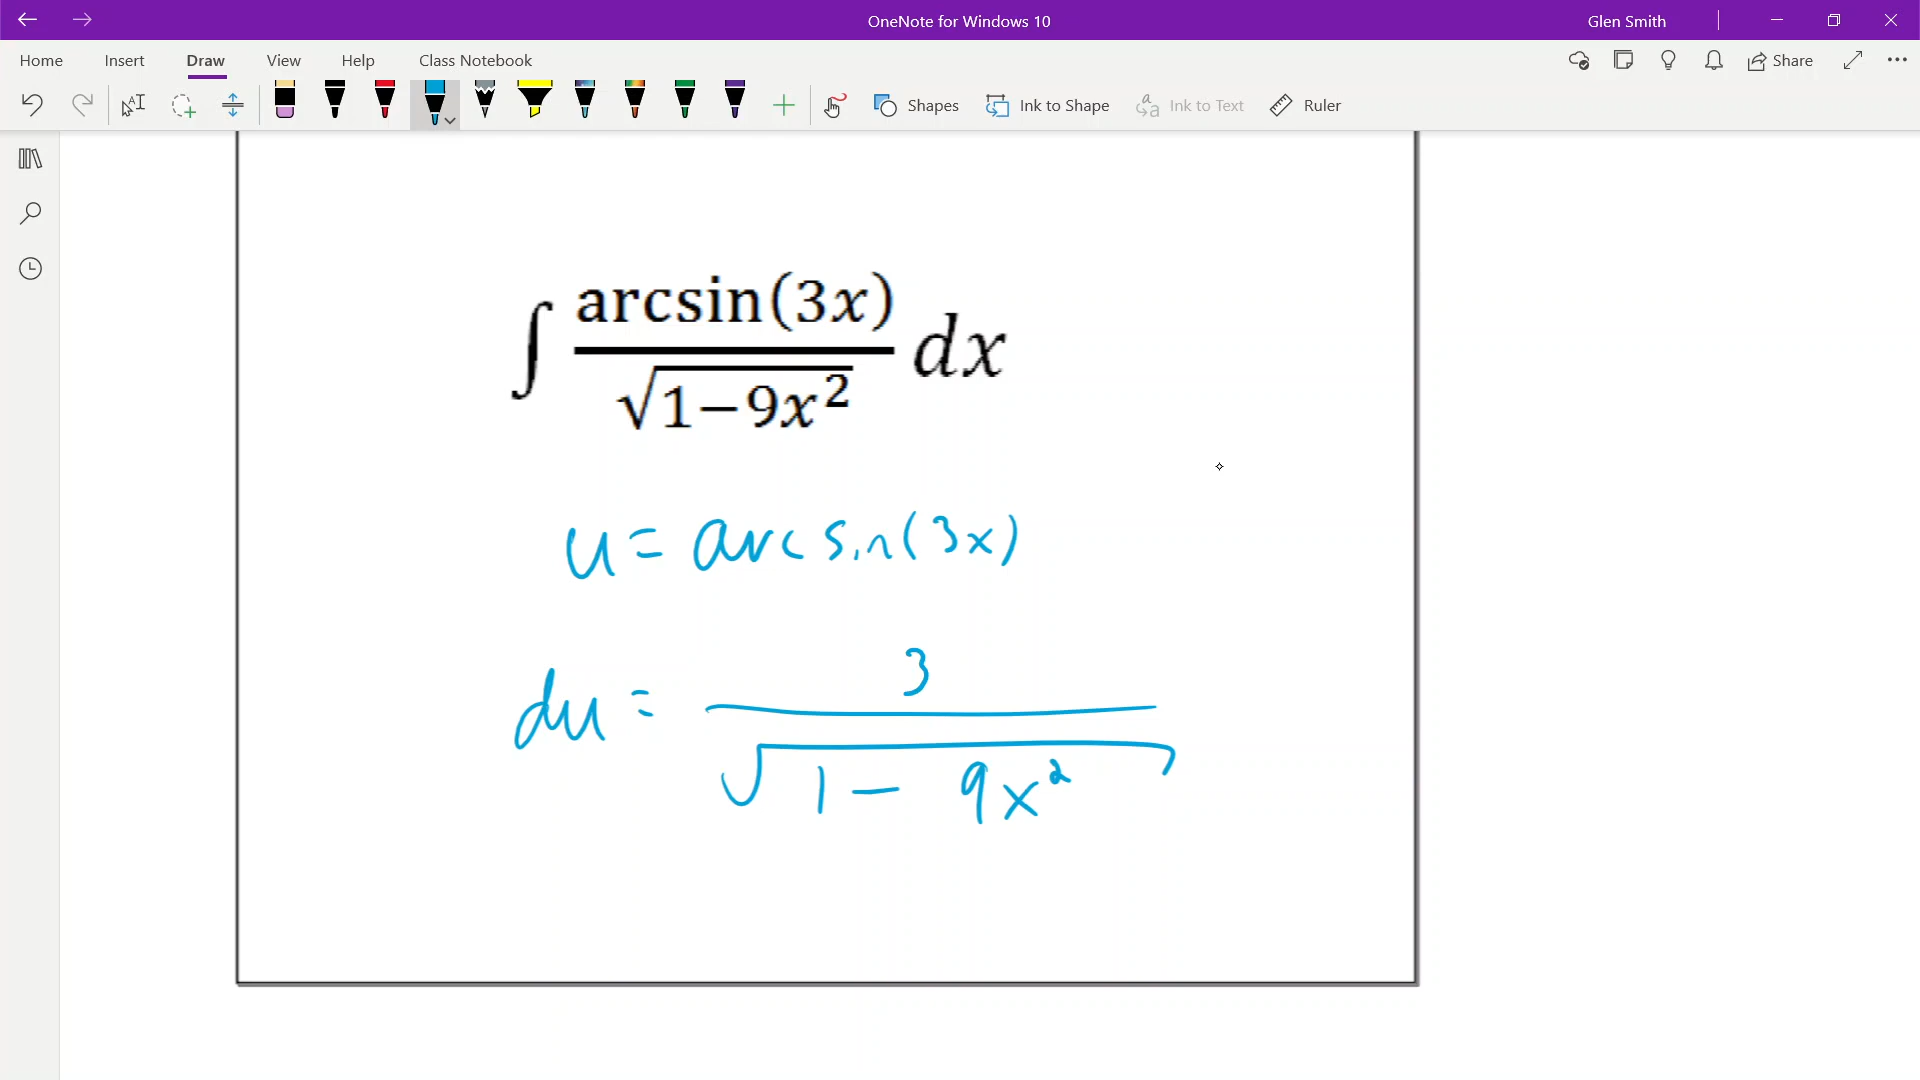 OneNote for Windows 10 Glen Smith
Home Insert Draw View Help Class Notebook Share
Shapes Ink to Shape Ink to Text Ruler
∫ arcsin(3x) / √1−9x² dx
u = arcsin(3x)
du = 3 / √1 − 9x²